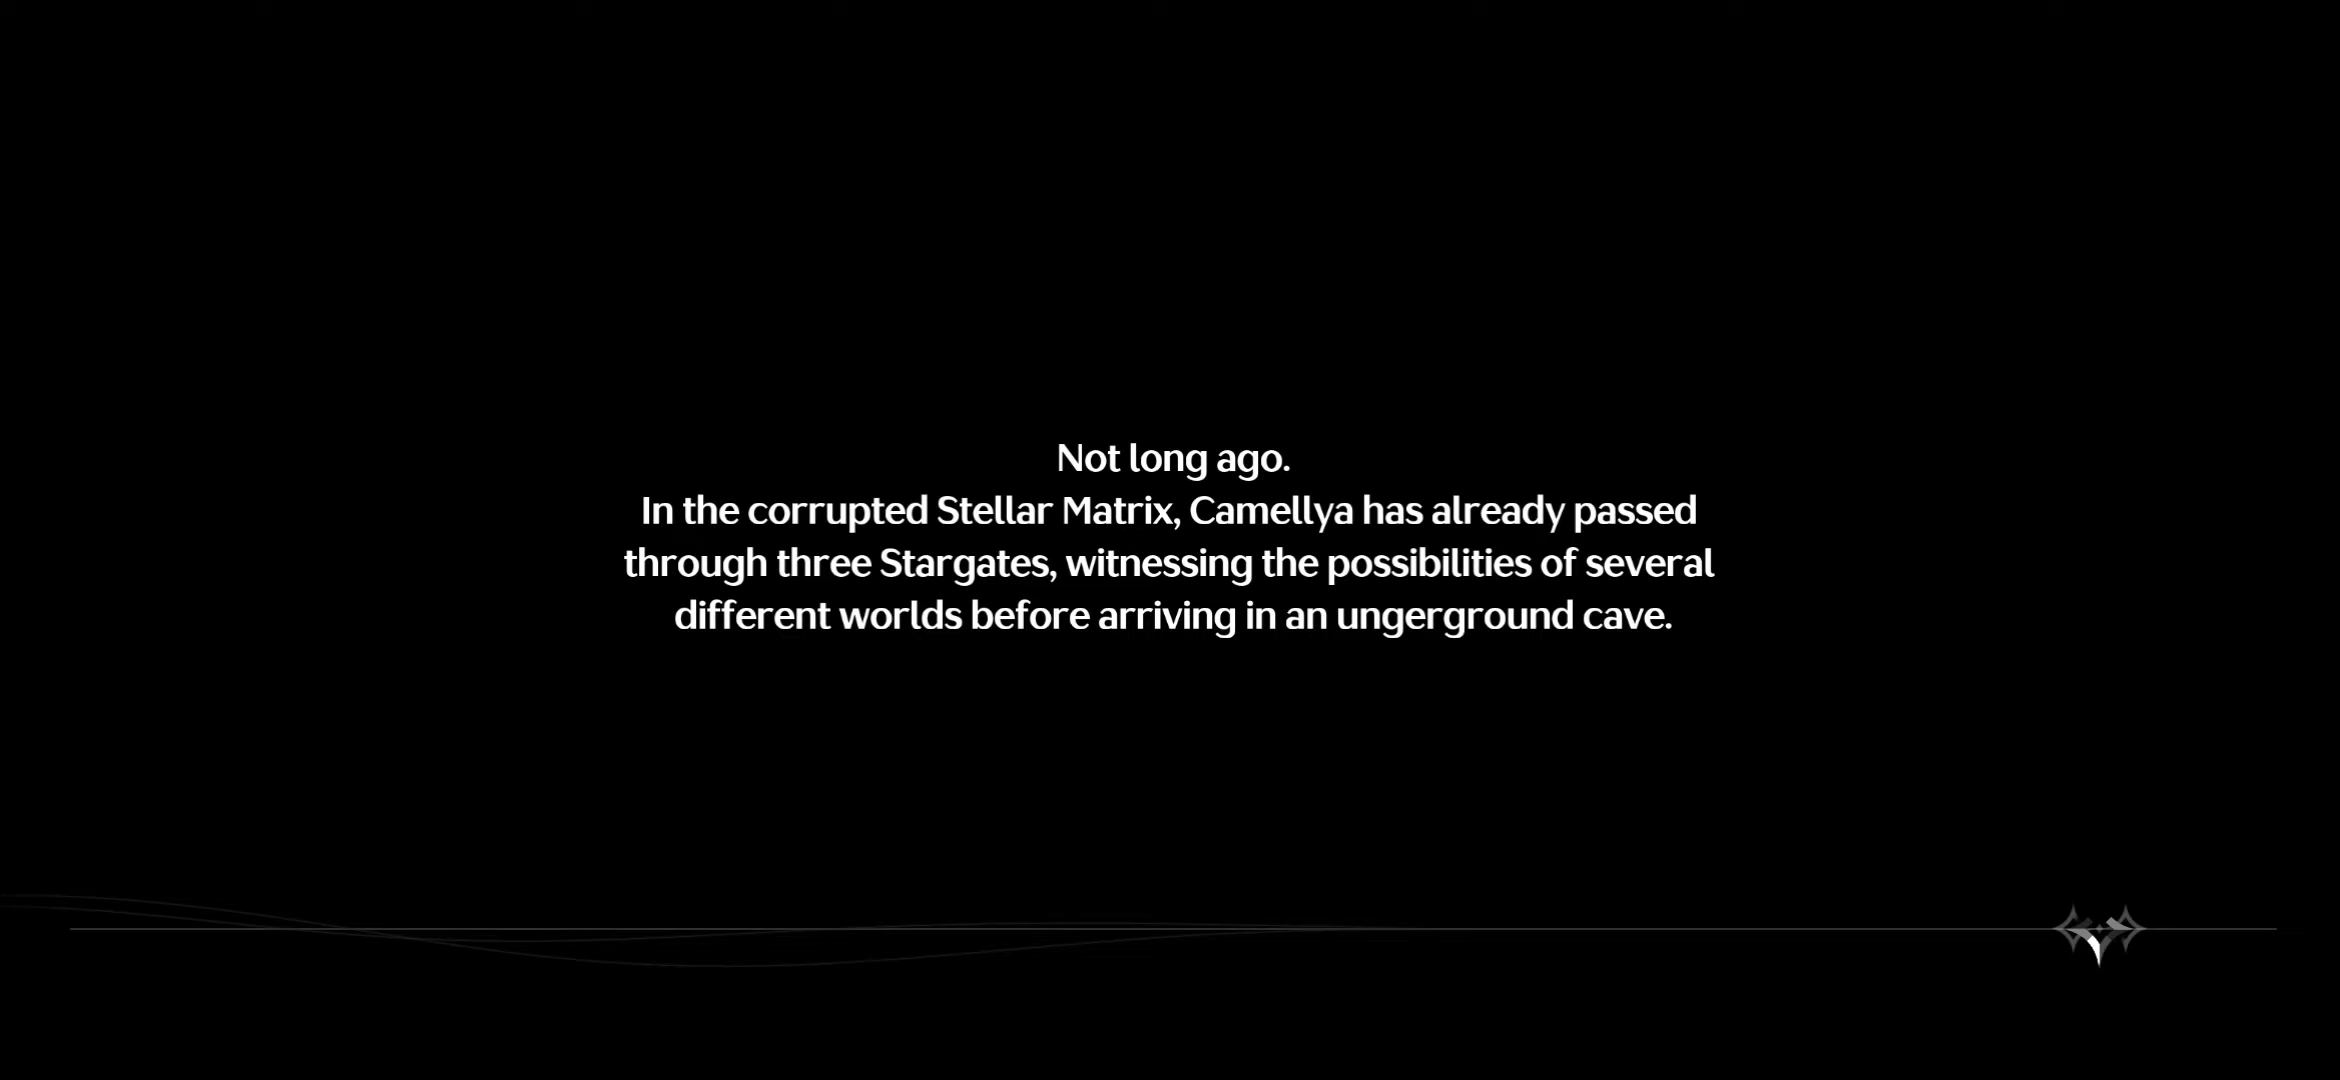 Not long ago.
In the corrupted Stellar Matrix, Camellya has already passed
through three Stargates, witnessing the possibilities of several
different worlds before arriving in an ungerground cave.